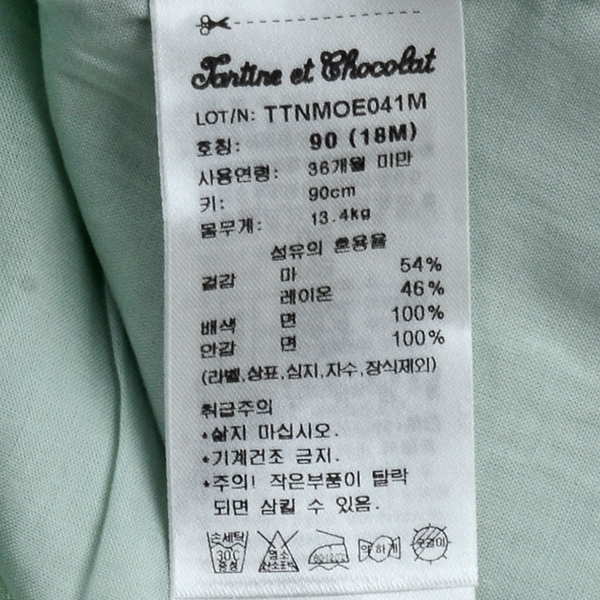 Tartine et Chocolat
LOT/N: TTNMOE041M
호칭: 90 (18M)
사용연령: 36개월 미만
키: 90cm
몸무게: 13.4kg
섬유의 혼용율
겉감 마 54%
레이온 46%
배색 면 100%
안감 면 100%
(라벨,상표,심지,자수,장식제외)
취급주의
*삶지 마십시오.
*기계건조 금지.
*주의! 작은부품이 탈락
되면 삼킬 수 있음.
손세탁 염소 약하게 옷걸이
30℃ 산소표백
중성